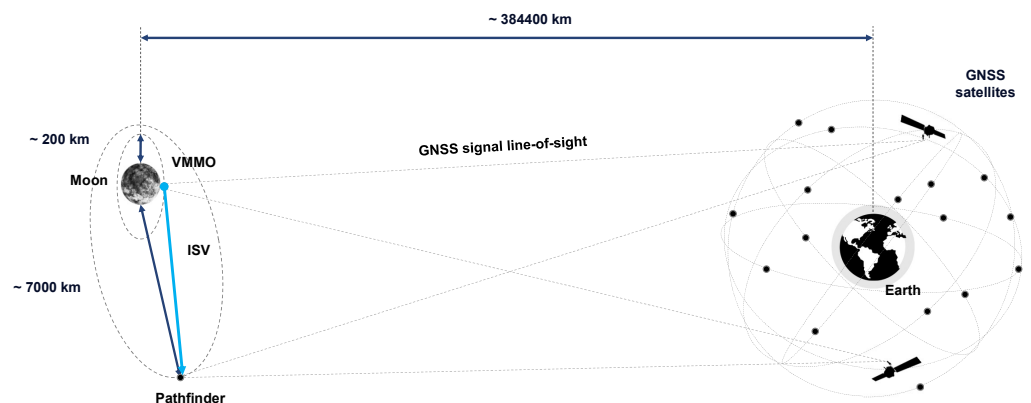 ~ 384400 km
GNSS
satellites
~ 200 km
VMMO
GNSS signal line-of-sight
Moon
ISV
~ 7000 km
Earth
Pathfinder